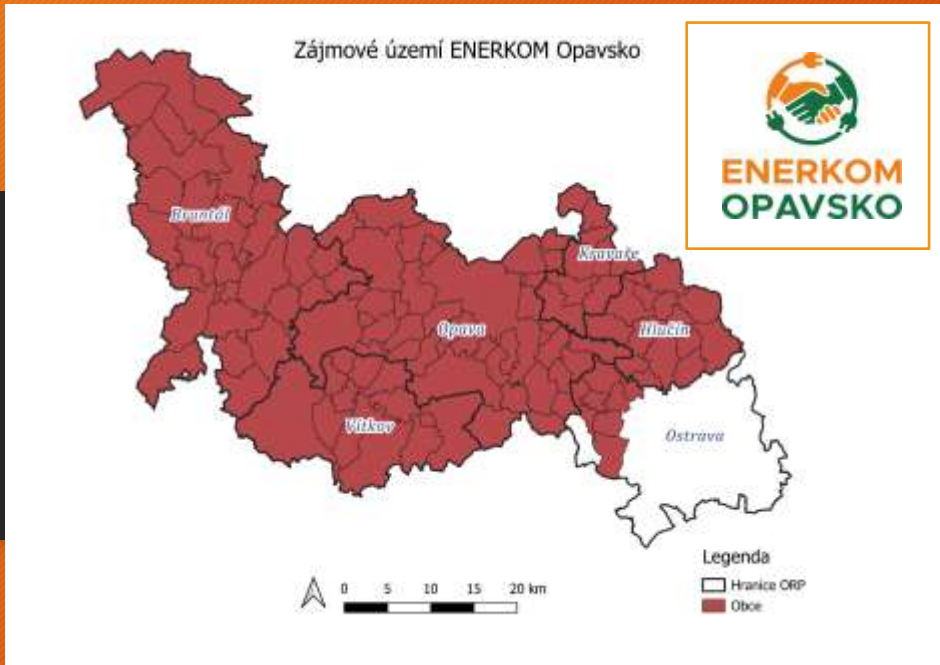 Zájmové území ENERKOM Opavsko
ENERKOM
OPAVSKO
Bruntál
Kravaře
Opava
Hlučín
Vítkov
Ostrava
Legenda
Hranice ORP
Obce
0 5 10 15 20 km